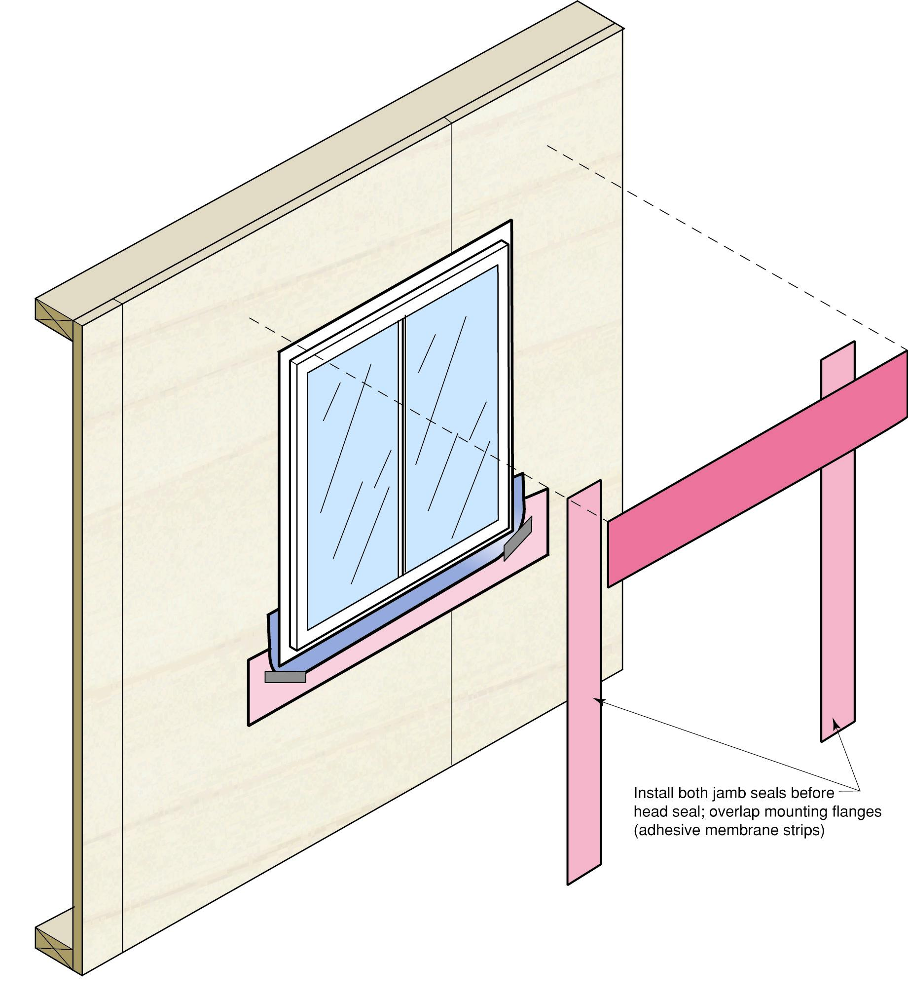 Install both jamb seals before
head seal; overlap mounting flanges
(adhesive membrane strips)